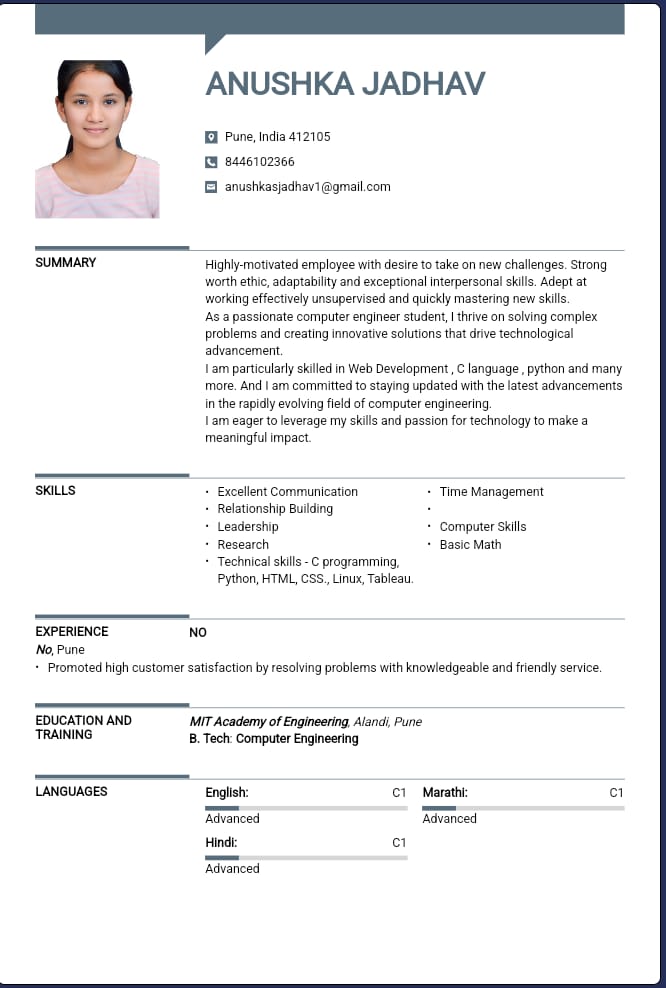 ANUSHKA JADHAV
Pune, India 412105
8446102366
anushkasjadhav1@gmail.com
SUMMARY
Highly-motivated employee with desire to take on new challenges. Strong
worth ethic, adaptability and exceptional interpersonal skills. Adept at
working effectively unsupervised and quickly mastering new skills.
As a passionate computer engineer student, I thrive on solving complex
problems and creating innovative solutions that drive technological
advancement.
I am particularly skilled in Web Development , C language , python and many
more. And I am committed to staying updated with the latest advancements
in the rapidly evolving field of computer engineering.
I am eager to leverage my skills and passion for technology to make a
meaningful impact.
SKILLS
• Excellent Communication
• Relationship Building
• Leadership
• Research
• Technical skills - C programming,
Python, HTML, CSS., Linux, Tableau.
• Time Management
•
• Computer Skills
• Basic Math
EXPERIENCE
NO
No, Pune
• Promoted high customer satisfaction by resolving problems with knowledgeable and friendly service.
EDUCATION AND
TRAINING
MIT Academy of Engineering, Alandi, Pune
B. Tech: Computer Engineering
LANGUAGES
English: C1
Advanced
Marathi: C1
Advanced
Hindi: C1
Advanced